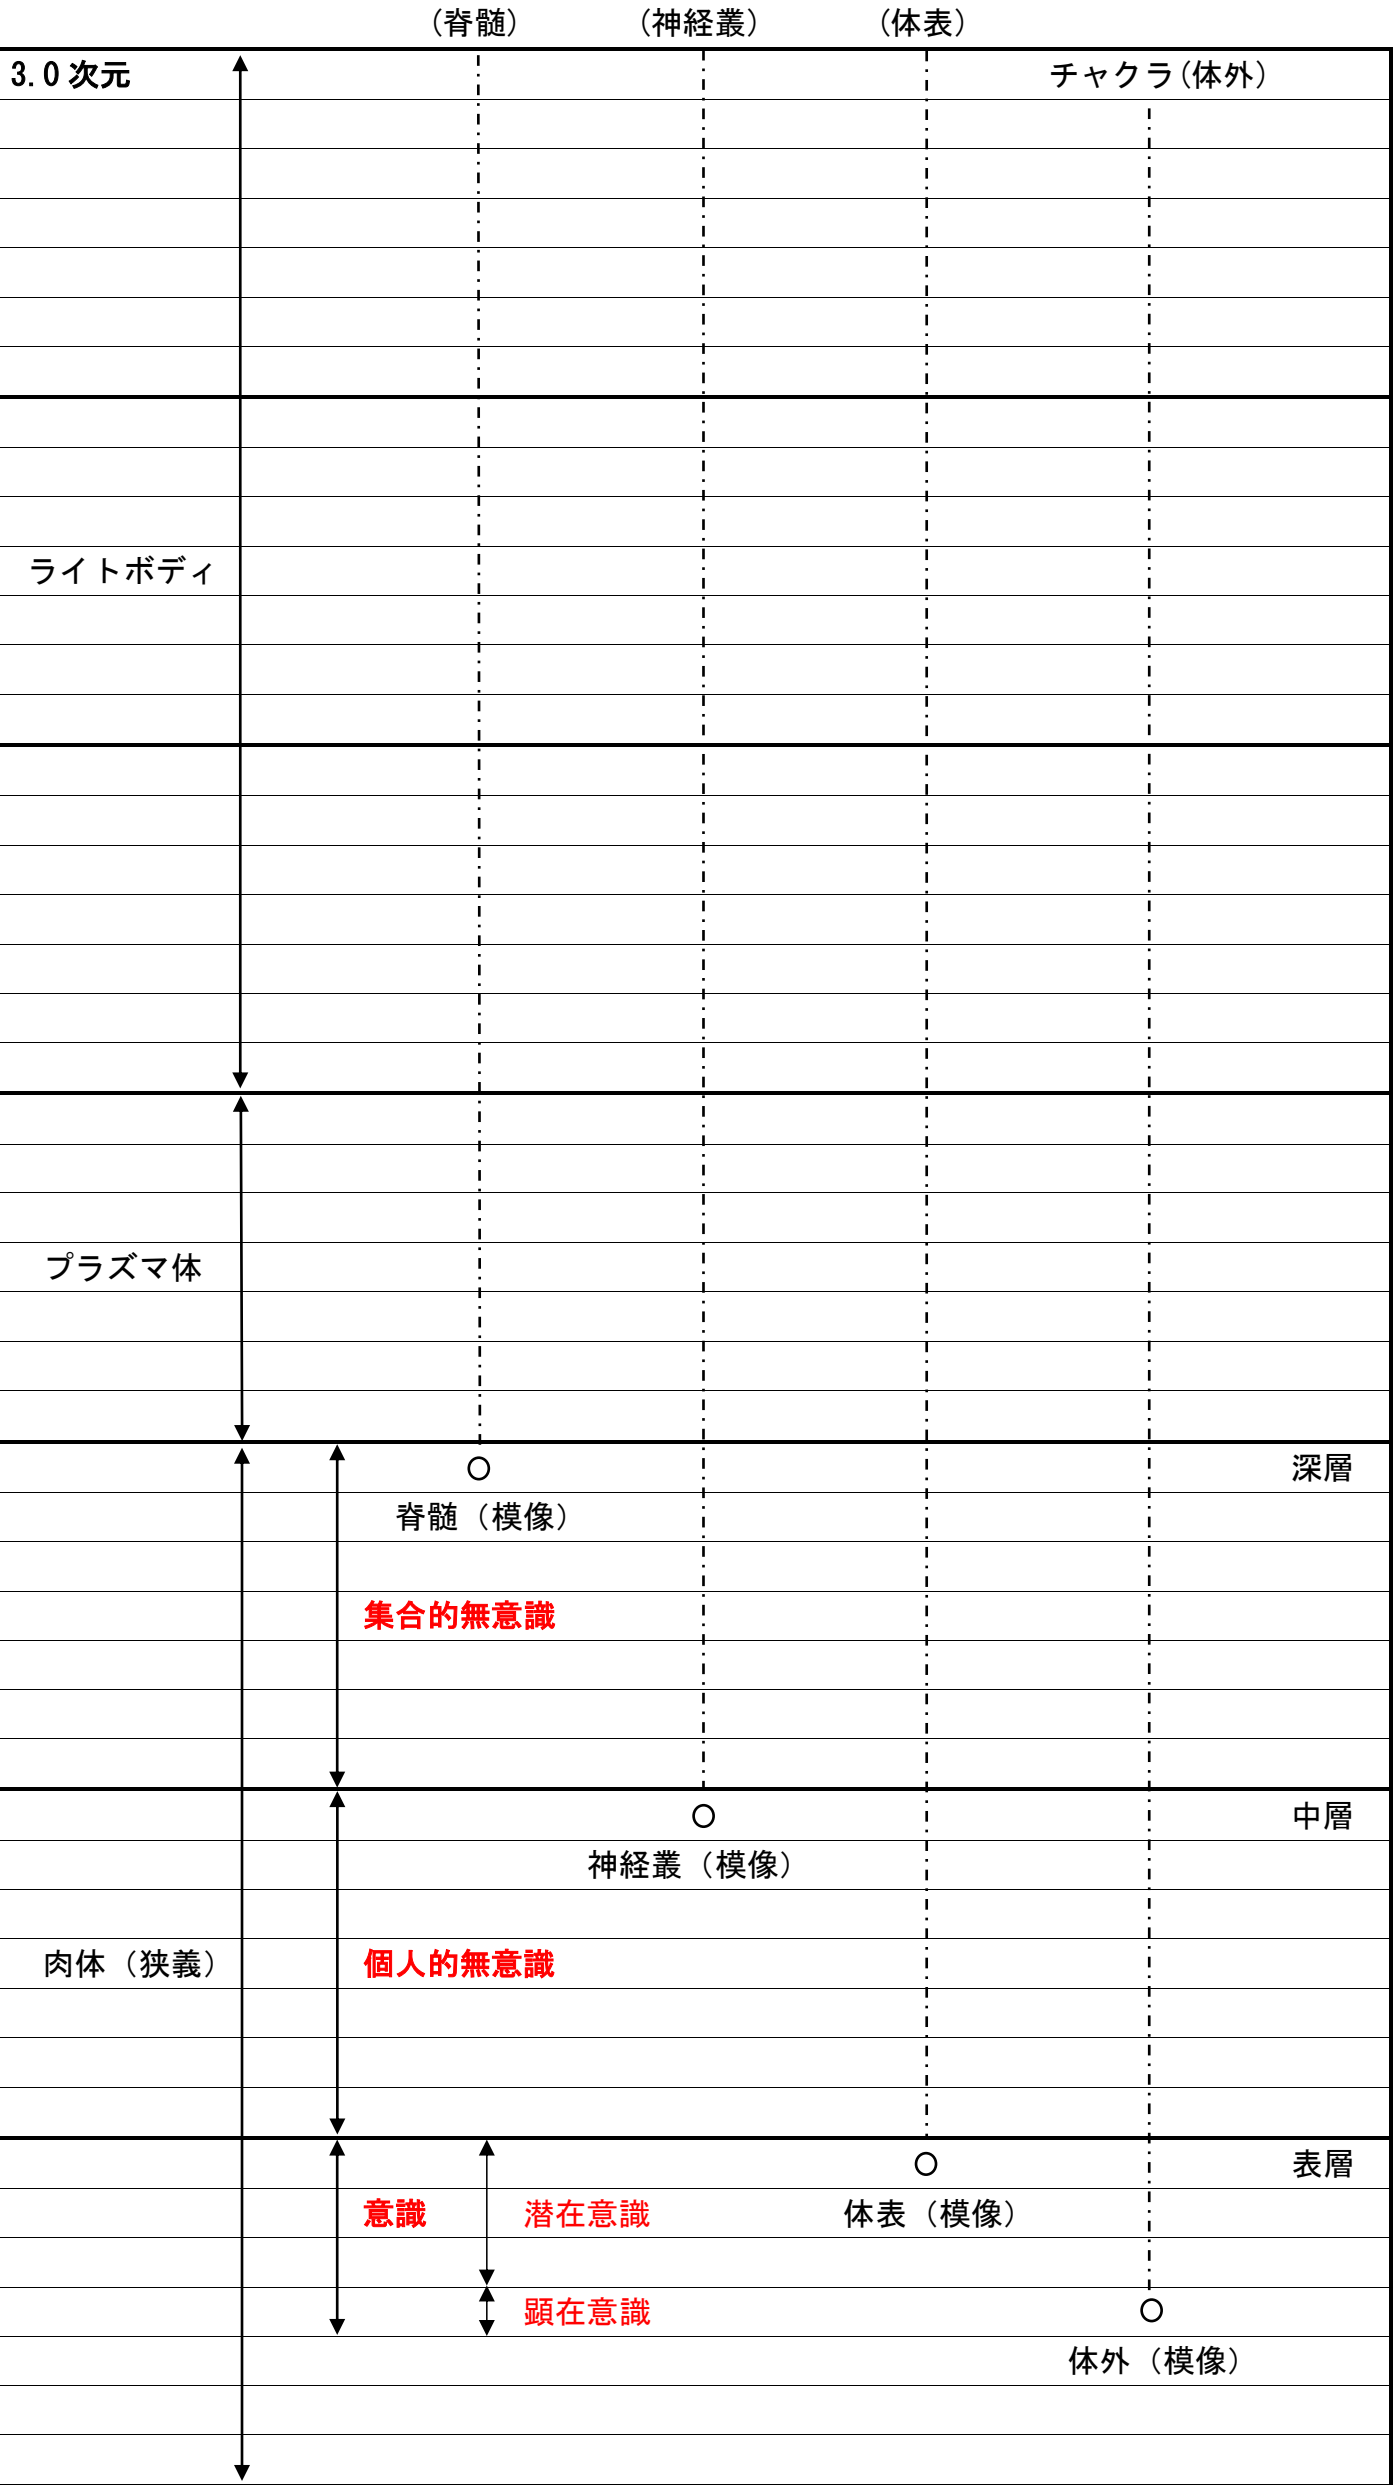 (脊髄) (神経叢) (体表)
3.0 次元 チャクラ(体外)
ライトボディ
プラズマ体
深層
脊髄（模像）
集合的無意識
中層
神経叢（模像）
肉体（狭義） 個人的無意識
表層
意識 潜在意識 体表（模像）
顕在意識
体外（模像）